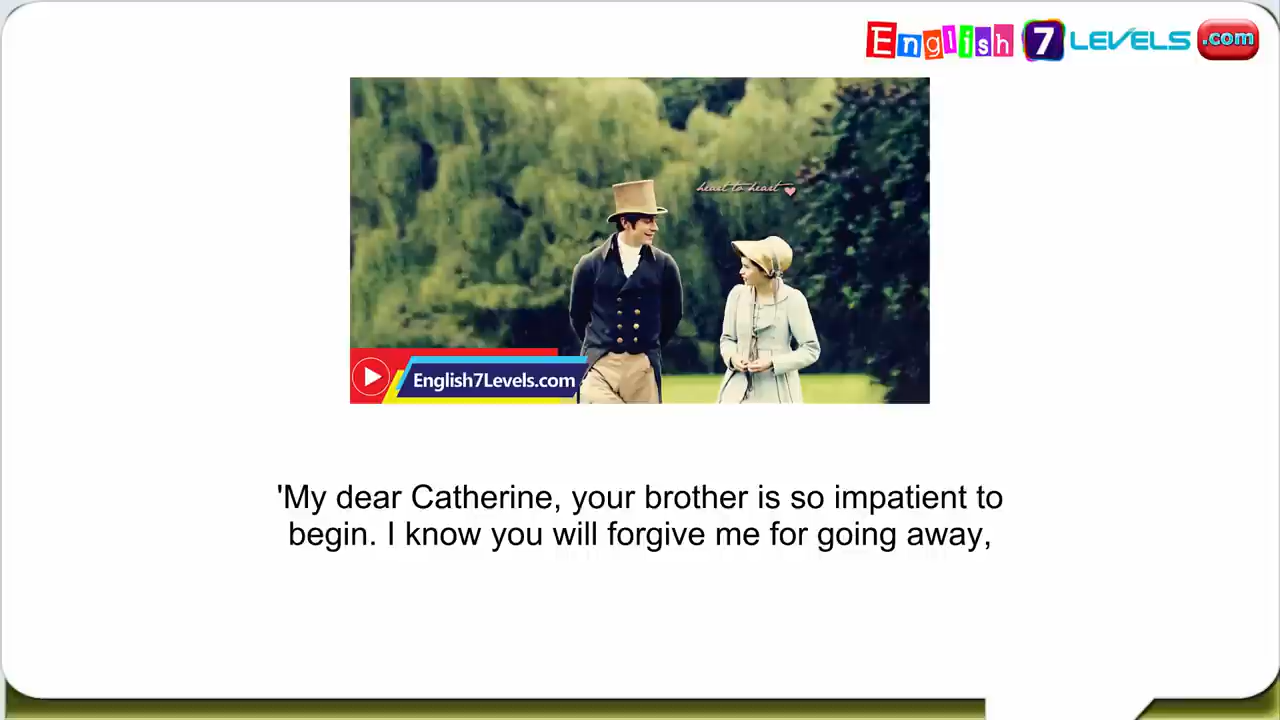 English 7 LEVELS .com
heart to heart
English7Levels.com
'My dear Catherine, your brother is so impatient to
begin. I know you will forgive me for going away,